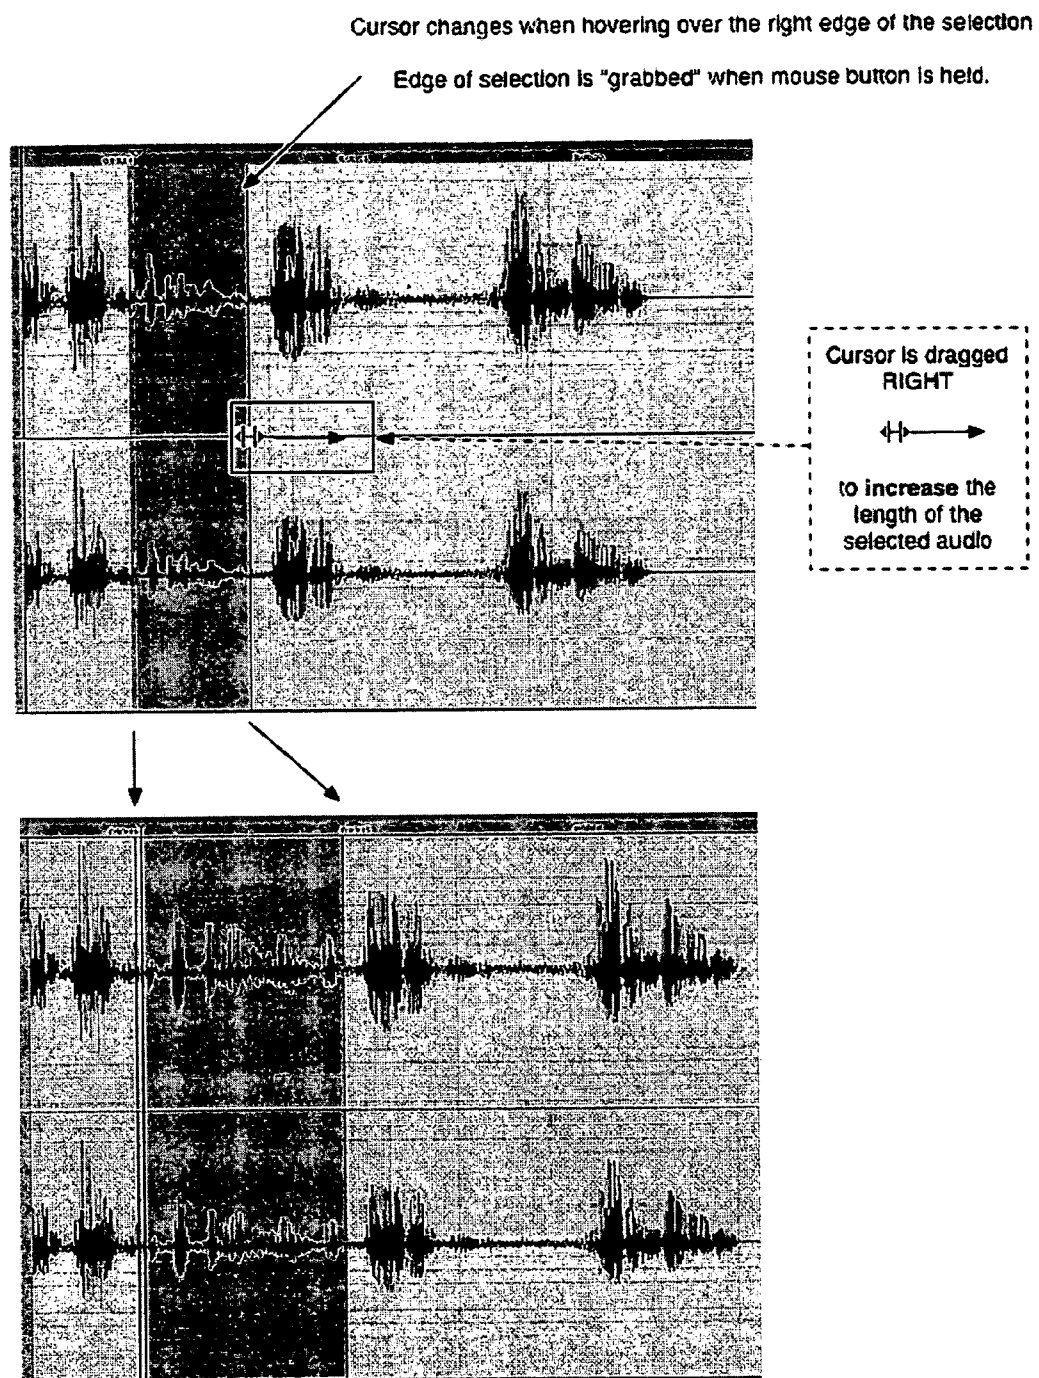 Cursor changes when hovering over the right edge of the selection
Edge of selection is "grabbed" when mouse button is held.
Cursor is dragged
RIGHT
to increase the
length of the
selected audio